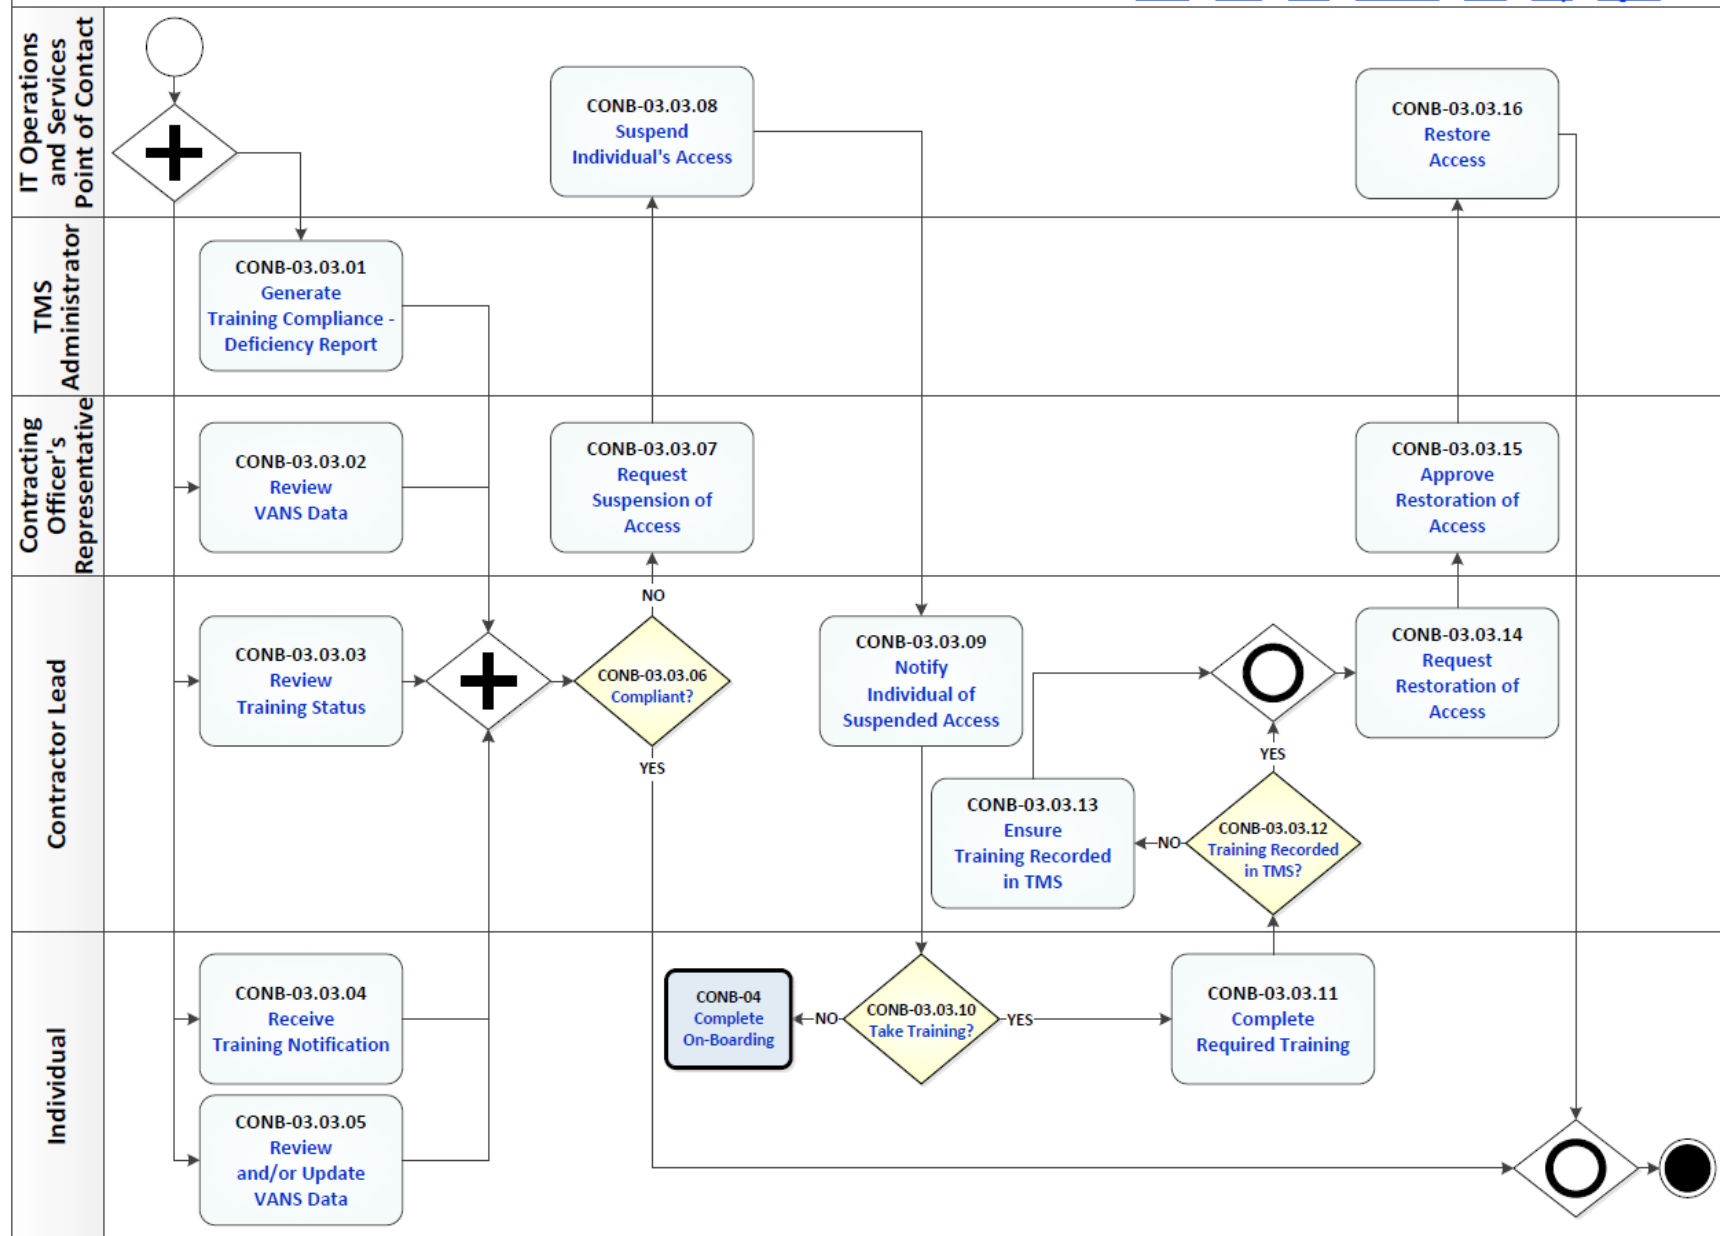 IT Operations
and Services
Point of Contact
CONB-03.03.08
Suspend
Individual's Access
CONB-03.03.16
Restore
Access
TMS
Administrator
CONB-03.03.01
Generate
Training Compliance -
Deficiency Report
Contracting
Officer's
Representative
CONB-03.03.02
Review
VANS Data
CONB-03.03.07
Request
Suspension of
Access
CONB-03.03.15
Approve
Restoration of
Access
Contractor Lead
CONB-03.03.03
Review
Training Status
NO
CONB-03.03.06
Compliant?
YES
CONB-03.03.09
Notify
Individual of
Suspended Access
CONB-03.03.14
Request
Restoration of
Access
YES
CONB-03.03.13
Ensure
Training Recorded
in TMS
NO
CONB-03.03.12
Training Recorded
in TMS?
Individual
CONB-03.03.04
Receive
Training Notification
CONB-04
Complete
On-Boarding
NO
CONB-03.03.10
Take Training?
YES
CONB-03.03.11
Complete
Required Training
CONB-03.03.05
Review
and/or Update
VANS Data